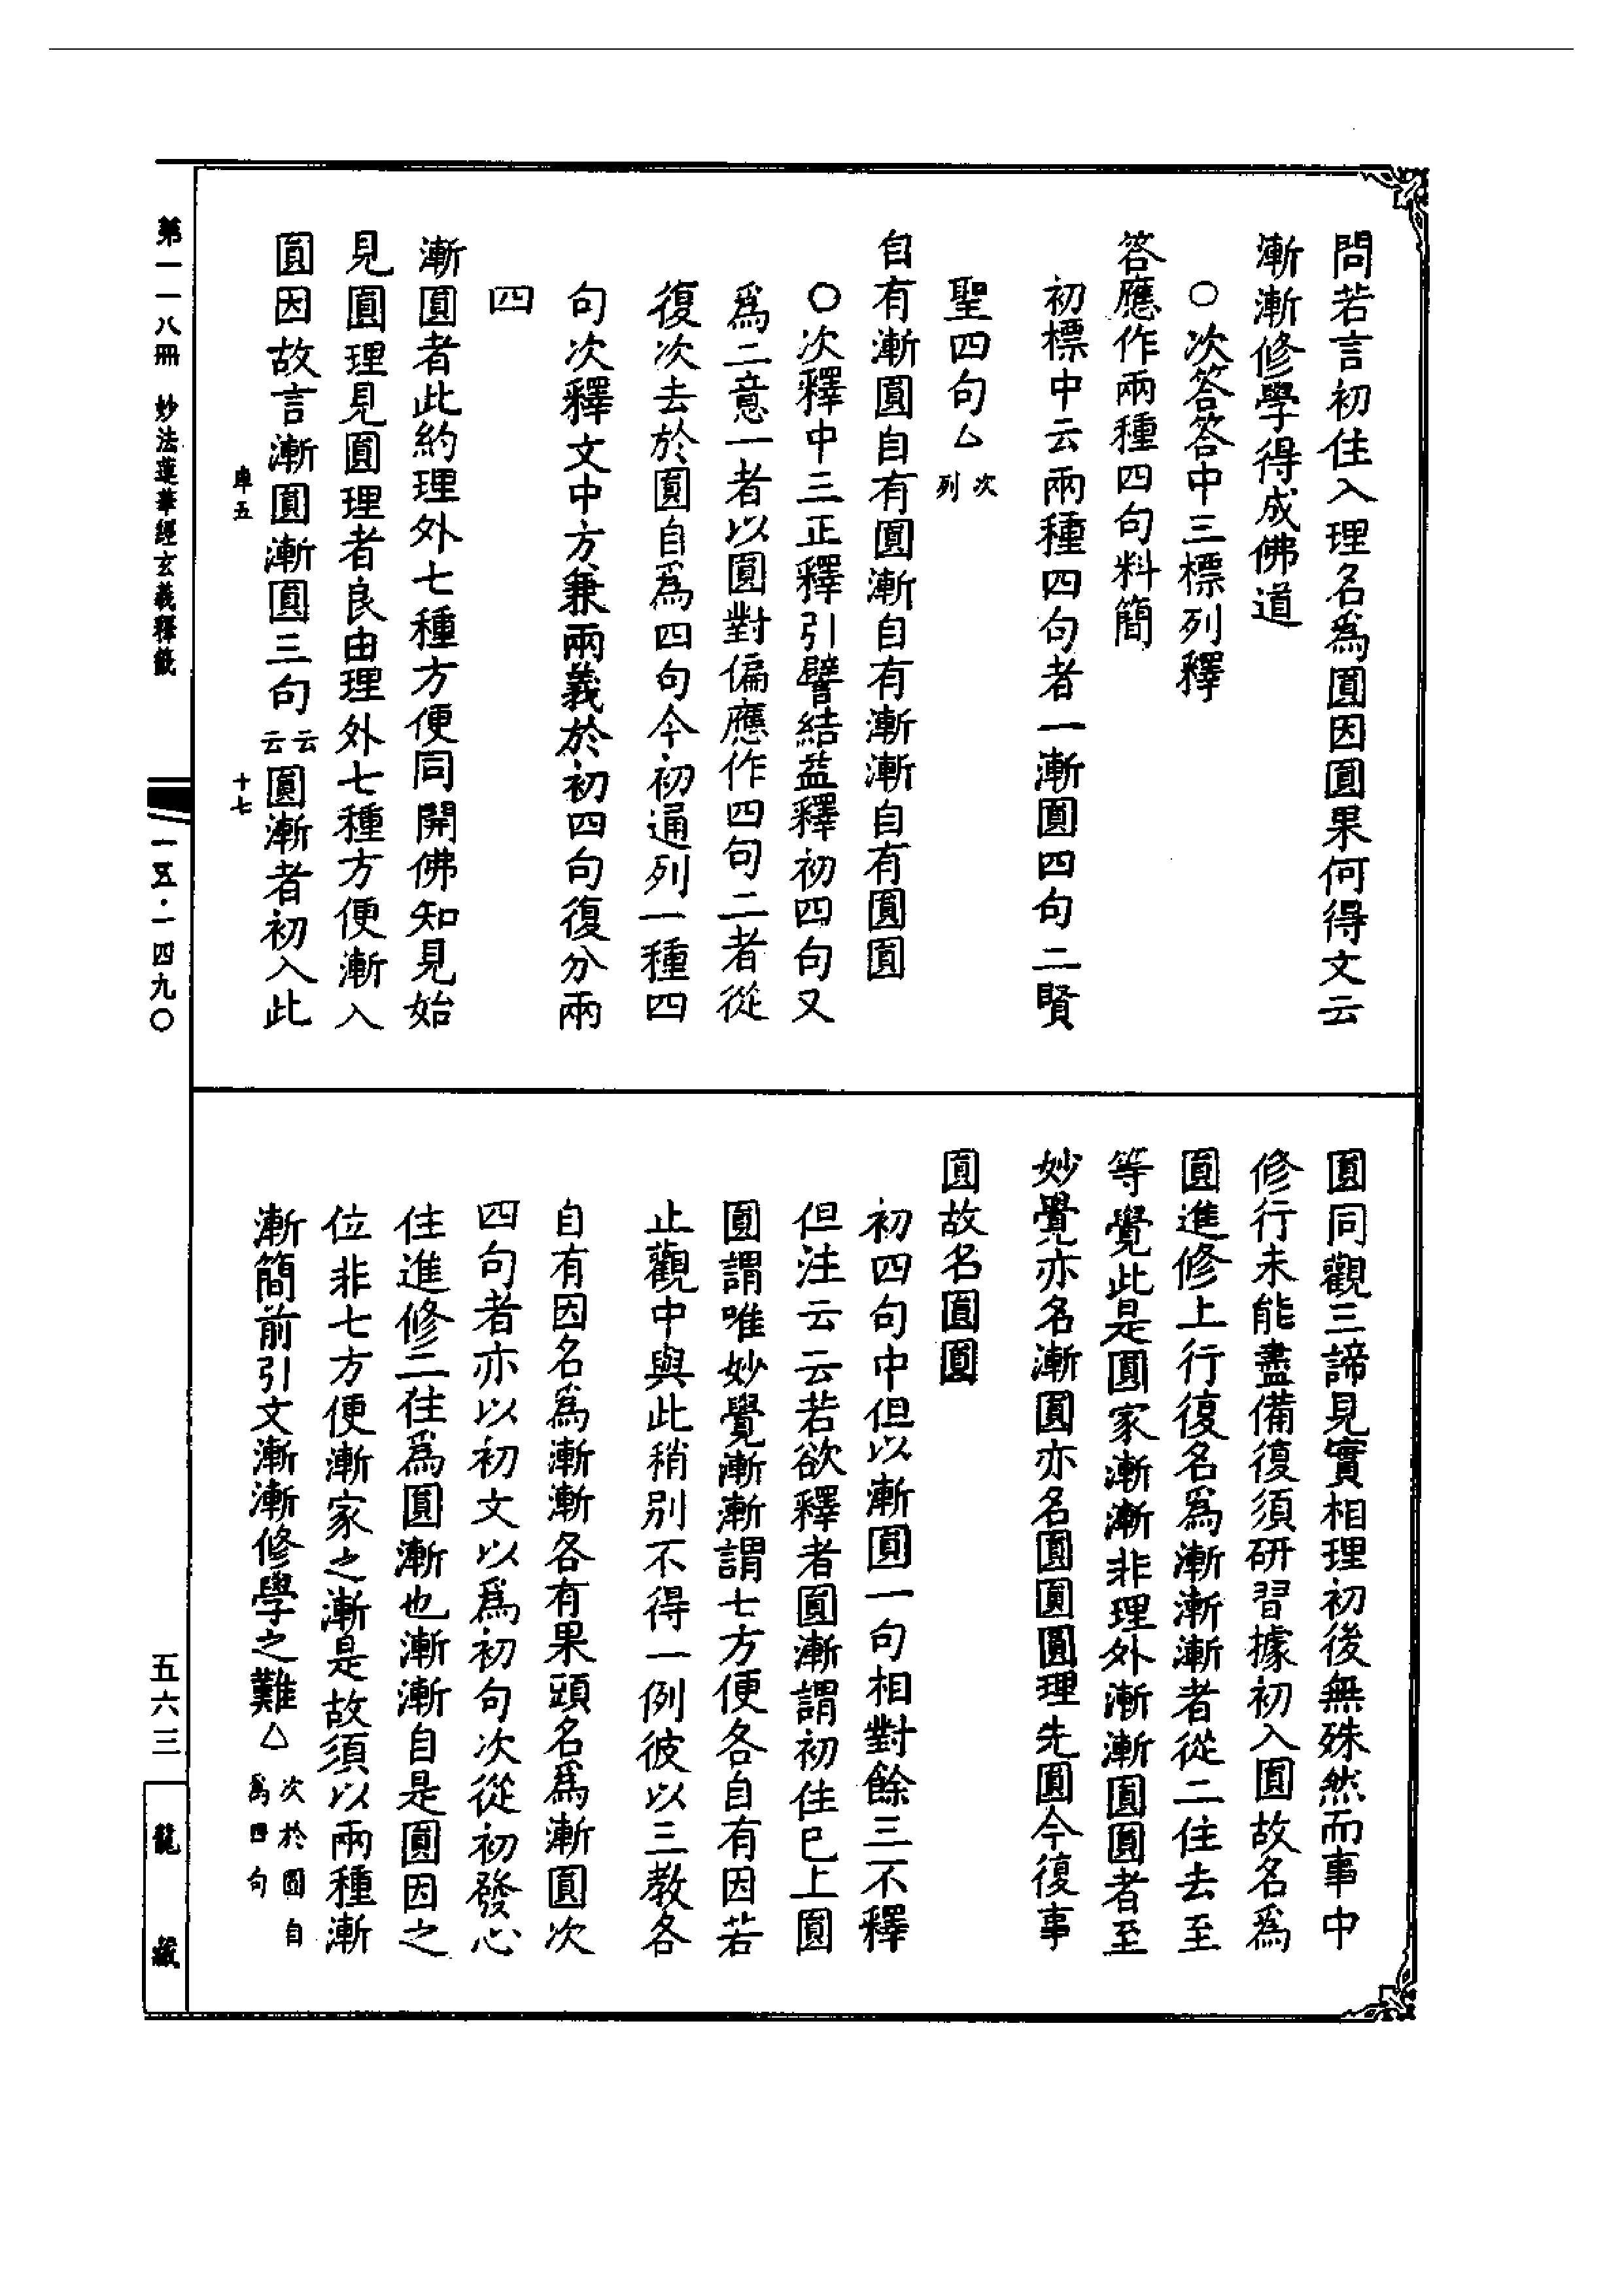 問若言初住入理名為圓因圓果何得文云
漸漸修學得成佛道
○次答答中三標列釋
答應作兩種四句料簡
初標中云兩種四句者一漸圓四句二賢
聖四句△次列
自有漸圓自有圓漸自有漸漸自有圓圓
○次釋中三正釋引譬結益釋初四句又
爲二意一者以圓對偏應作四句二者從
復次去於圓自爲四句今初通列一種四
句次釋文中方兼兩義於初四句復分兩
四
漸圓者此約理外七種方便同開佛知見始
見圓理見圓理者良由理外七種方便漸入
圓因故言漸圓漸圓三句云云圓漸者初入此
圓同觀三諦見實相理初後無殊然而事中
修行未能盡備復須研習據初入圓故名爲
圓進修上行復名爲漸漸漸者從二住去至
等覺此是圓家漸漸非理外漸漸圓圓者至
妙覺亦名漸圓亦名圓圓圓理先圓今復事
圓故名圓圓
初四句中但以漸圓一句相對餘三不釋
但注云云若欲釋者圓漸謂初住已上圓
圓謂唯妙覺漸漸謂七方便各自有因若
止觀中與此稍別不得一例彼以三教各
自有因名爲漸漸各有果頭名爲漸圓次
四句者亦以初文以爲初句次從初發心
住進修二住爲圓漸也漸漸自是圓因之
位非七方便漸家之漸是故須以兩種漸
漸簡前引文漸漸修學之難△次於圓自爲四句
庫五
十七
第一一八冊 妙法蓮華經玄義釋籤
一五·一四九〇
五六三
龍藏